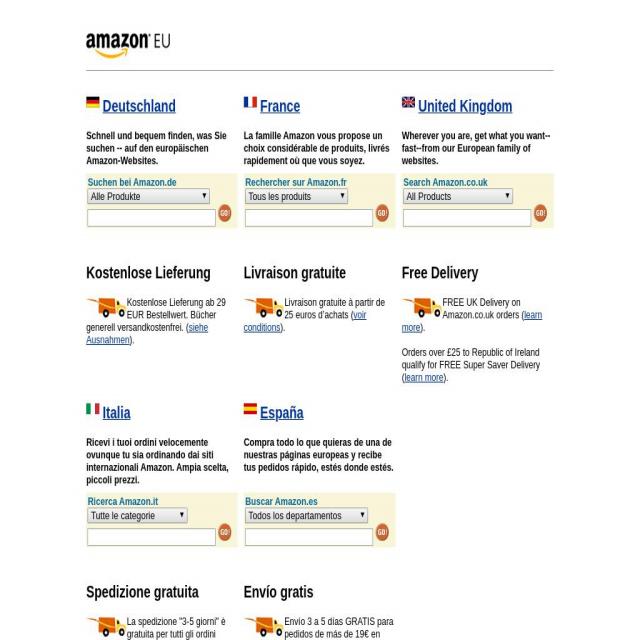 amazon EU
Deutschland
Schnell und bequem finden, was Sie
suchen -- auf den europäischen
Amazon-Websites.
Suchen bei Amazon.de
Alle Produkte
GO!
France
La famille Amazon vous propose un
choix considérable de produits, livrés
rapidement où que vous soyez.
Rechercher sur Amazon.fr
Tous les produits
GO!
United Kingdom
Wherever you are, get what you want--
fast--from our European family of
websites.
Search Amazon.co.uk
All Products
GO!
Kostenlose Lieferung
Kostenlose Lieferung ab 29
EUR Bestellwert. Bücher
generell versandkostenfrei. (siehe
Ausnahmen).
Livraison gratuite
Livraison gratuite à partir de
25 euros d'achats (voir
conditions).
Free Delivery
FREE UK Delivery on
Amazon.co.uk orders (learn
more).
Orders over £25 to Republic of Ireland
qualify for FREE Super Saver Delivery
(learn more).
Italia
Ricevi i tuoi ordini velocemente
ovunque tu sia ordinando dai siti
internazionali Amazon. Ampia scelta,
piccoli prezzi.
Ricerca Amazon.it
Tutte le categorie
GO!
España
Compra todo lo que quieras de una de
nuestras páginas europeas y recibe
tus pedidos rápido, estés donde estés.
Buscar Amazon.es
Todos los departamentos
GO!
Spedizione gratuita
La spedizione "3-5 giorni" è
gratuita per tutti gli ordini
Envío gratis
Envío 3 a 5 días GRATIS para
pedidos de más de 19€ en